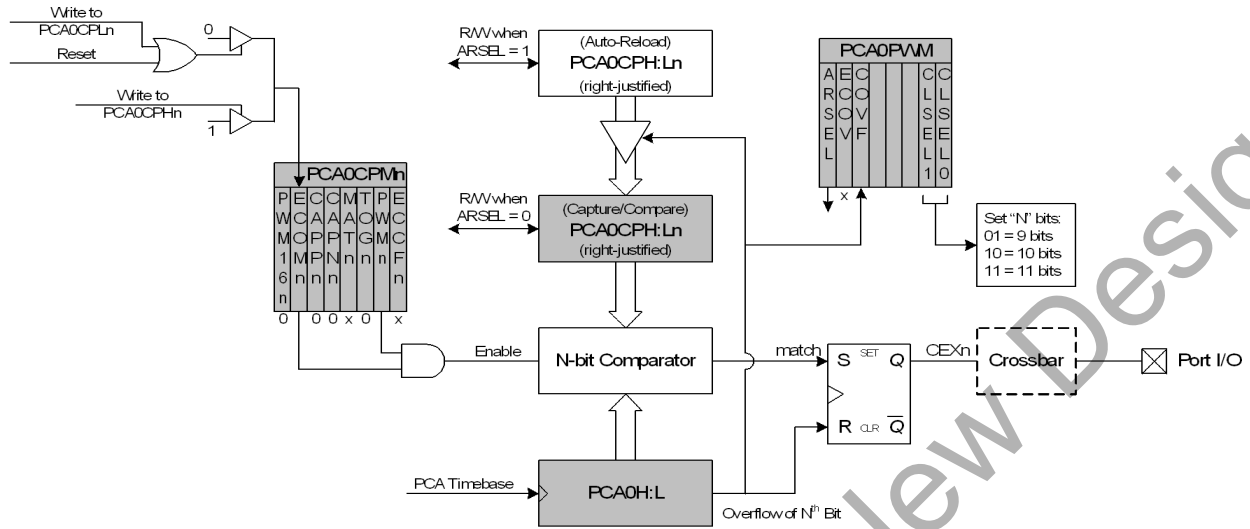 Write to
PCA0CPLn
Reset
0
Write to
PCA0CPHn
1
R/W when
ARSEL = 1
(Auto-Reload)
PCA0CPH:Ln
(right-justified)
PCA0PWM
ARSEL
ECOV
COVF
CLSEL1
CLSEL0
x
Set “N” bits:
01 = 9 bits
10 = 10 bits
11 = 11 bits
PCA0CPMn
PWM16n
ECOMn
CAPPn
CAPNn
MATn
TOGn
PWMn
ECCFn
0 0 0 x 0 x
R/W when
ARSEL = 0
(Capture/Compare)
PCA0CPH:Ln
(right-justified)
Enable
N-bit Comparator
match
S SET Q
R CLR Q
CEXn
Crossbar
Port I/O
PCA Timebase
PCA0H:L
Overflow of Nth Bit
New Desig